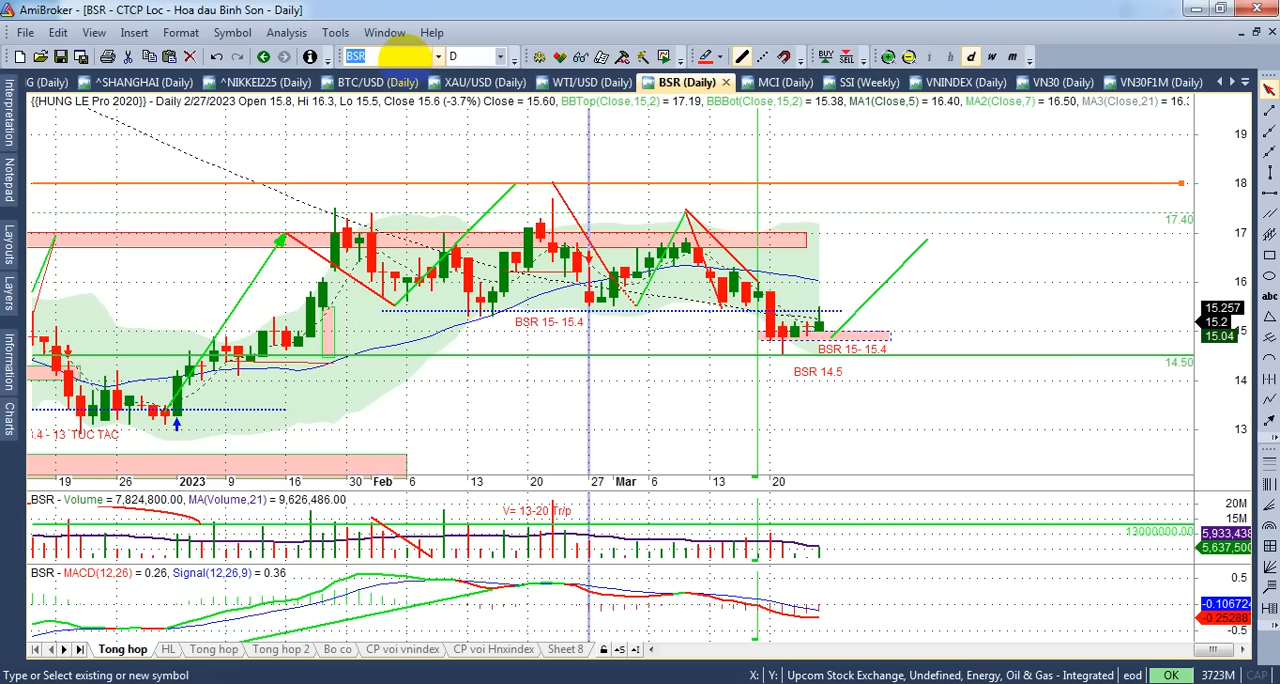 AmiBroker - [BSR - CTCP Loc - Hoa dau Binh Son - Daily]
File Edit View Insert Format Symbol Analysis Tools Window Help
BSR D BUY SELL i h d w m
G (Daily) ^SHANGHAI (Daily) ^NIKKEI225 (Daily) BTC/USD (Daily) XAU/USD (Daily) WTI/USD (Daily) BSR (Daily) MCI (Daily) SSI (Weekly) VNINDEX (Daily) VN30 (Daily) VN30F1M (Daily)
{{HUNG LE Pro 2020}} - Daily 2/27/2023 Open 15.8, Hi 16.3, Lo 15.5, Close 15.6 (-3.7%) Close = 15.60, BBTop(Close,15,2) = 17.19, BBBot(Close,15,2) = 15.38, MA1(Close,5) = 16.40, MA2(Close,7) = 16.50, MA3(Close,21) = 16.
Interpretation
Notepad
Layouts
Layers
Information
Charts
abc
19
18
17.40
17
16
15.257
15.2
15
15.04
BSR 15- 15.4
BSR 15- 15.4
14.50
BSR 14.5
14
13
.4 - 13 TUC TAC
19 26 2023 9 16 30 Feb 6 13 20 27 Mar 6 13 20
BSR - Volume = 7,824,800.00, MA(Volume,21) = 9,626,486.00
V= 13-20 Tr/p
20M
15M
13000000.00
5,933,438
5,637,500
BSR - MACD(12,26) = 0.26, Signal(12,26,9) = 0.36
0.5
-0.106724
-0.25288
-0.5
Tong hop HL Tong hop Tong hop 2 Bo co CP voi vnindex CP voi Hnxindex Sheet 8
Type or Select existing or new symbol X: Y: Upcom Stock Exchange, Undefined, Energy, Oil & Gas - Integrated eod OK 3723M CAP